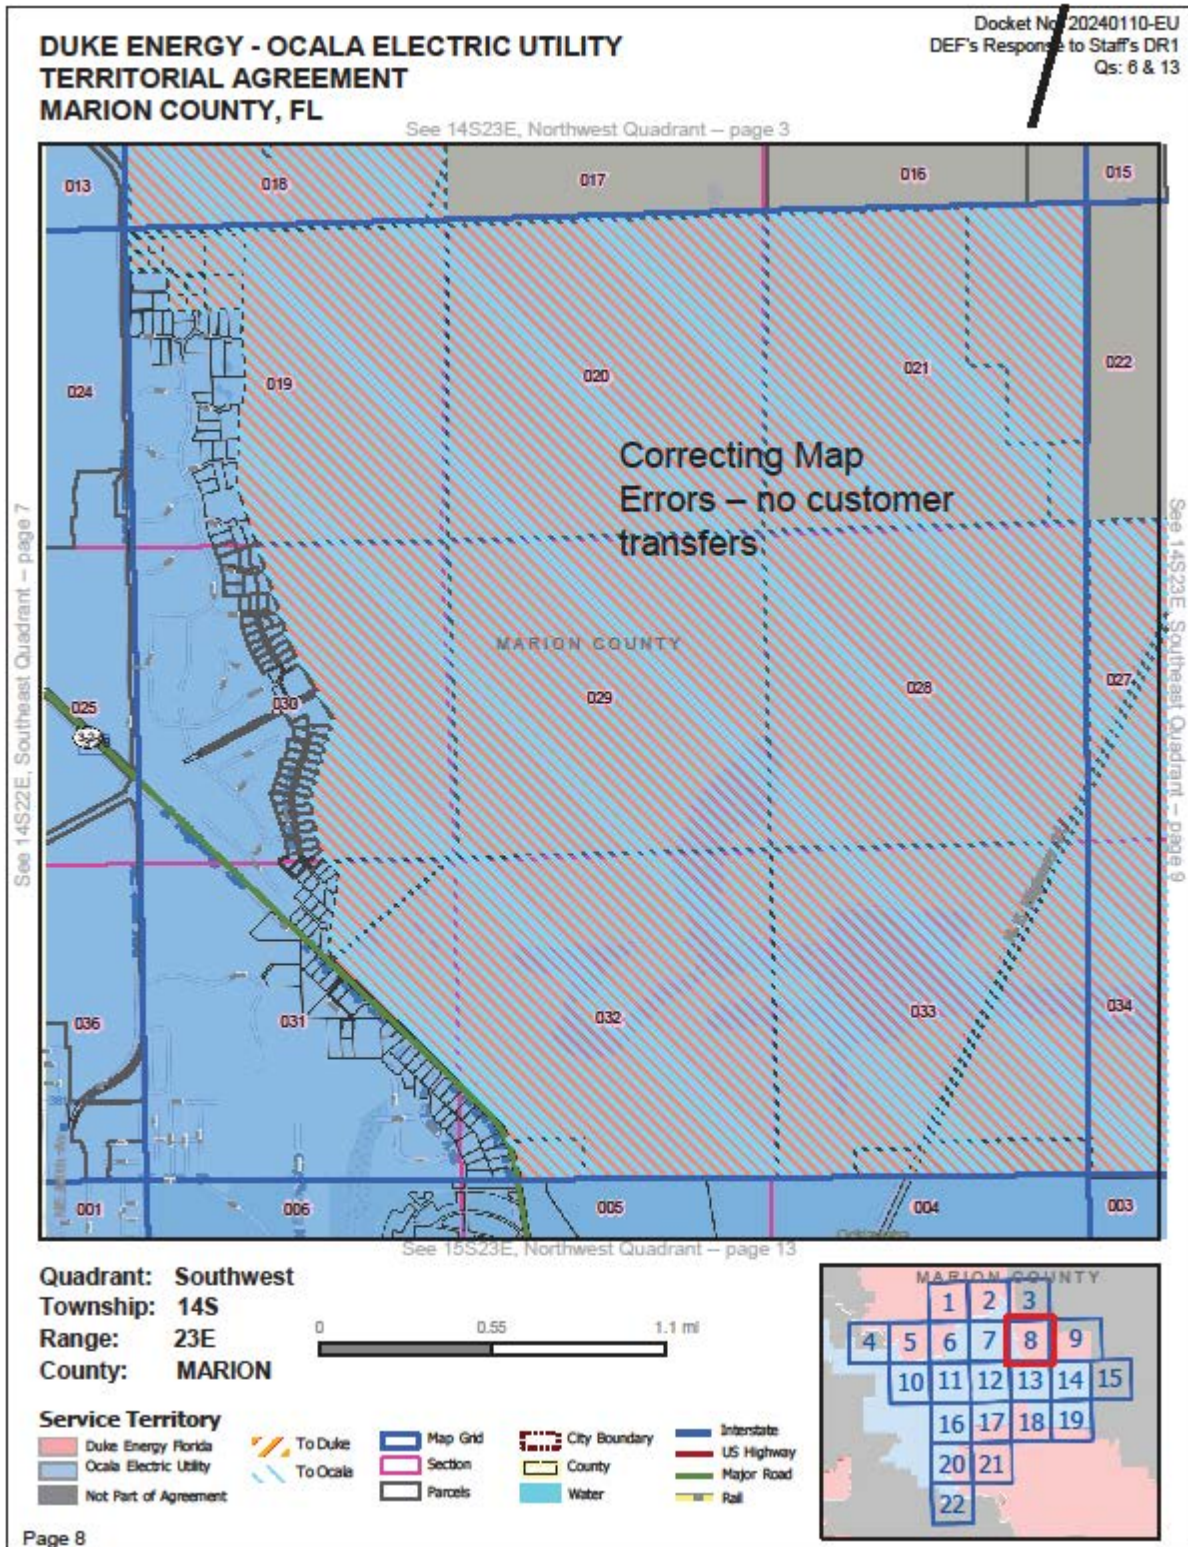 Docket No. 20240110-EU
DEF's Response to Staff's DR1
Qs: 6 & 13
DUKE ENERGY - OCALA ELECTRIC UTILITY
TERRITORIAL AGREEMENT
MARION COUNTY, FL
See 14S23E, Northwest Quadrant – page 3
013
018
017
016
015
024
019
020
021
022
Correcting Map
Errors – no customer
transfers
See 14S22E, Southeast Quadrant – page 7
See 14S23E, Southeast Quadrant – page 9
MARION COUNTY
025
030
029
028
027
036
031
032
033
034
001
006
005
004
003
See 15S23E, Northwest Quadrant – page 13
Quadrant: Southwest
Township: 14S
Range: 23E
County: MARION
0 0.55 1.1 mi
Service Territory
Duke Energy Florida
Ocala Electric Utility
Not Part of Agreement
To Duke
To Ocala
Map Grid
Section
Parcels
City Boundary
County
Water
Interstate
US Highway
Major Road
Rail
MARION COUNTY
1 2 3
4 5 6 7 8 9
10 11 12 13 14 15
16 17 18 19
20 21
22
Page 8